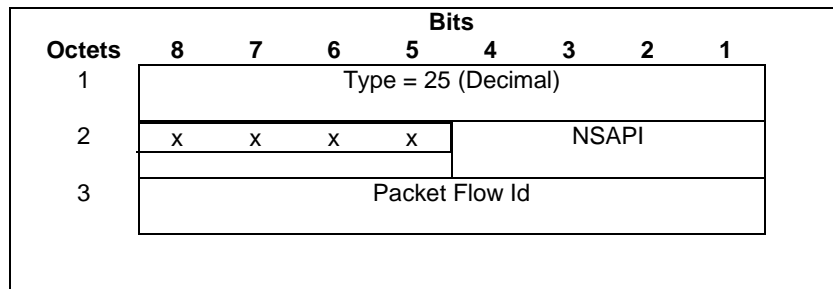 Bits
Octets 8 7 6 5 4 3 2 1
1 Type = 25 (Decimal)
2 x x x x NSAPI
3 Packet Flow Id